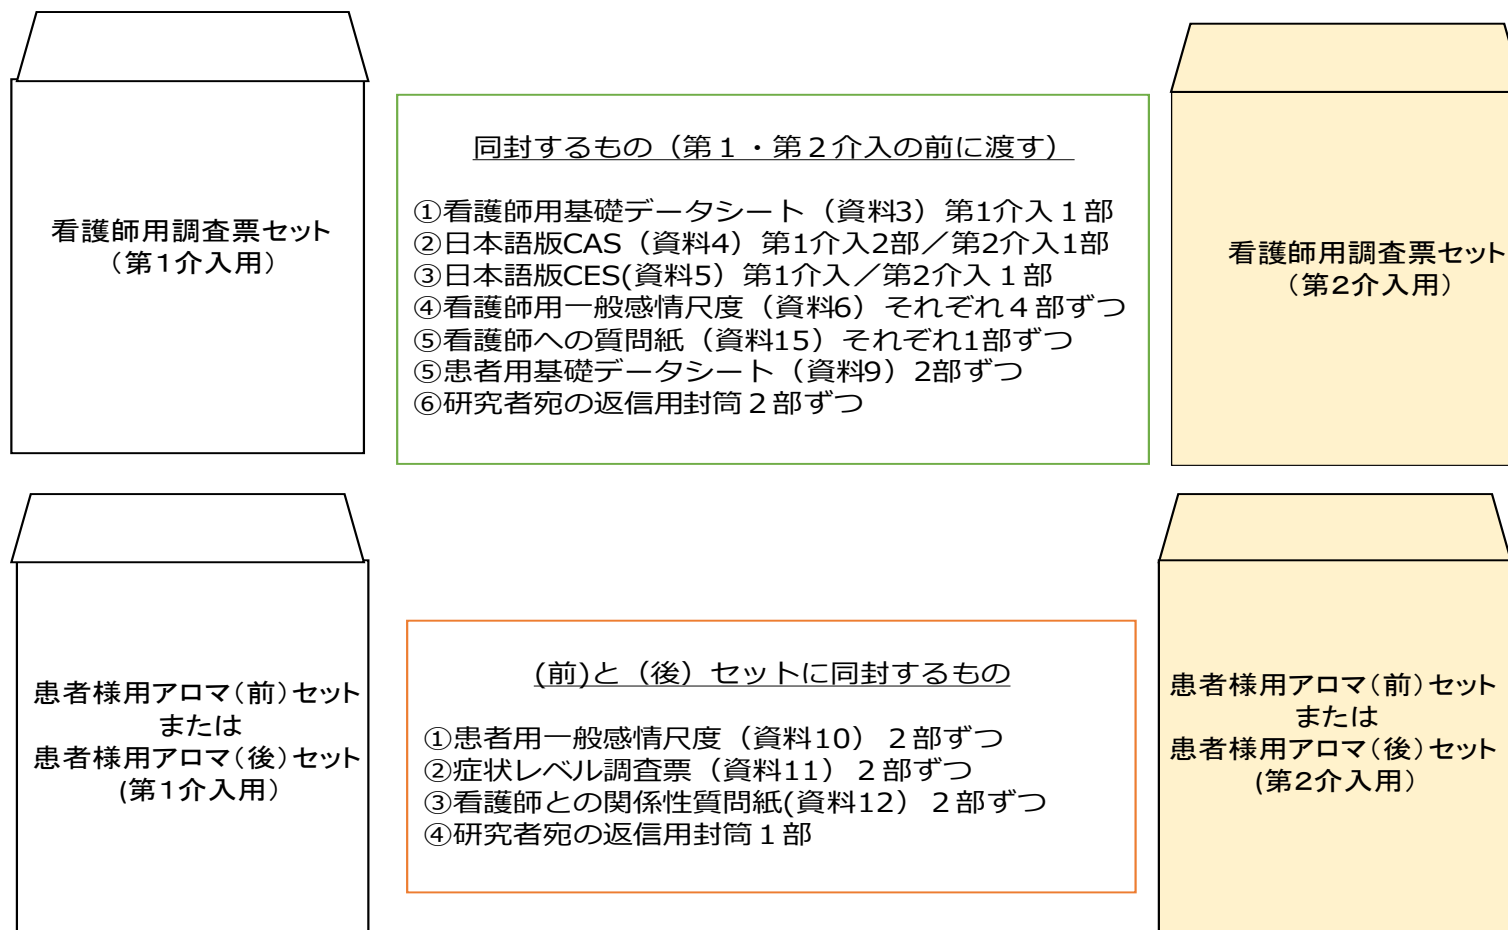 看護師用調査票セット
（第1介入用）
同封するもの（第１・第２介入の前に渡す）
①看護師用基礎データシート（資料3）第1介入１部
②日本語版CAS（資料4）第1介入2部／第2介入1部
③日本語版CES(資料5）第1介入／第2介入１部
④看護師用一般感情尺度（資料6）それぞれ４部ずつ
⑤看護師への質問紙（資料15）それぞれ1部ずつ
⑤患者用基礎データシート（資料9）2部ずつ
⑥研究者宛の返信用封筒２部ずつ
看護師用調査票セット
（第2介入用）
患者様用アロマ（前）セット
または
患者様用アロマ（後）セット
(第1介入用）
(前)と（後）セットに同封するもの
①患者用一般感情尺度（資料10）２部ずつ
②症状レベル調査票（資料11）２部ずつ
③看護師との関係性質問紙(資料12）２部ずつ
④研究者宛の返信用封筒１部
患者様用アロマ（前）セット
または
患者様用アロマ（後）セット
(第2介入用）